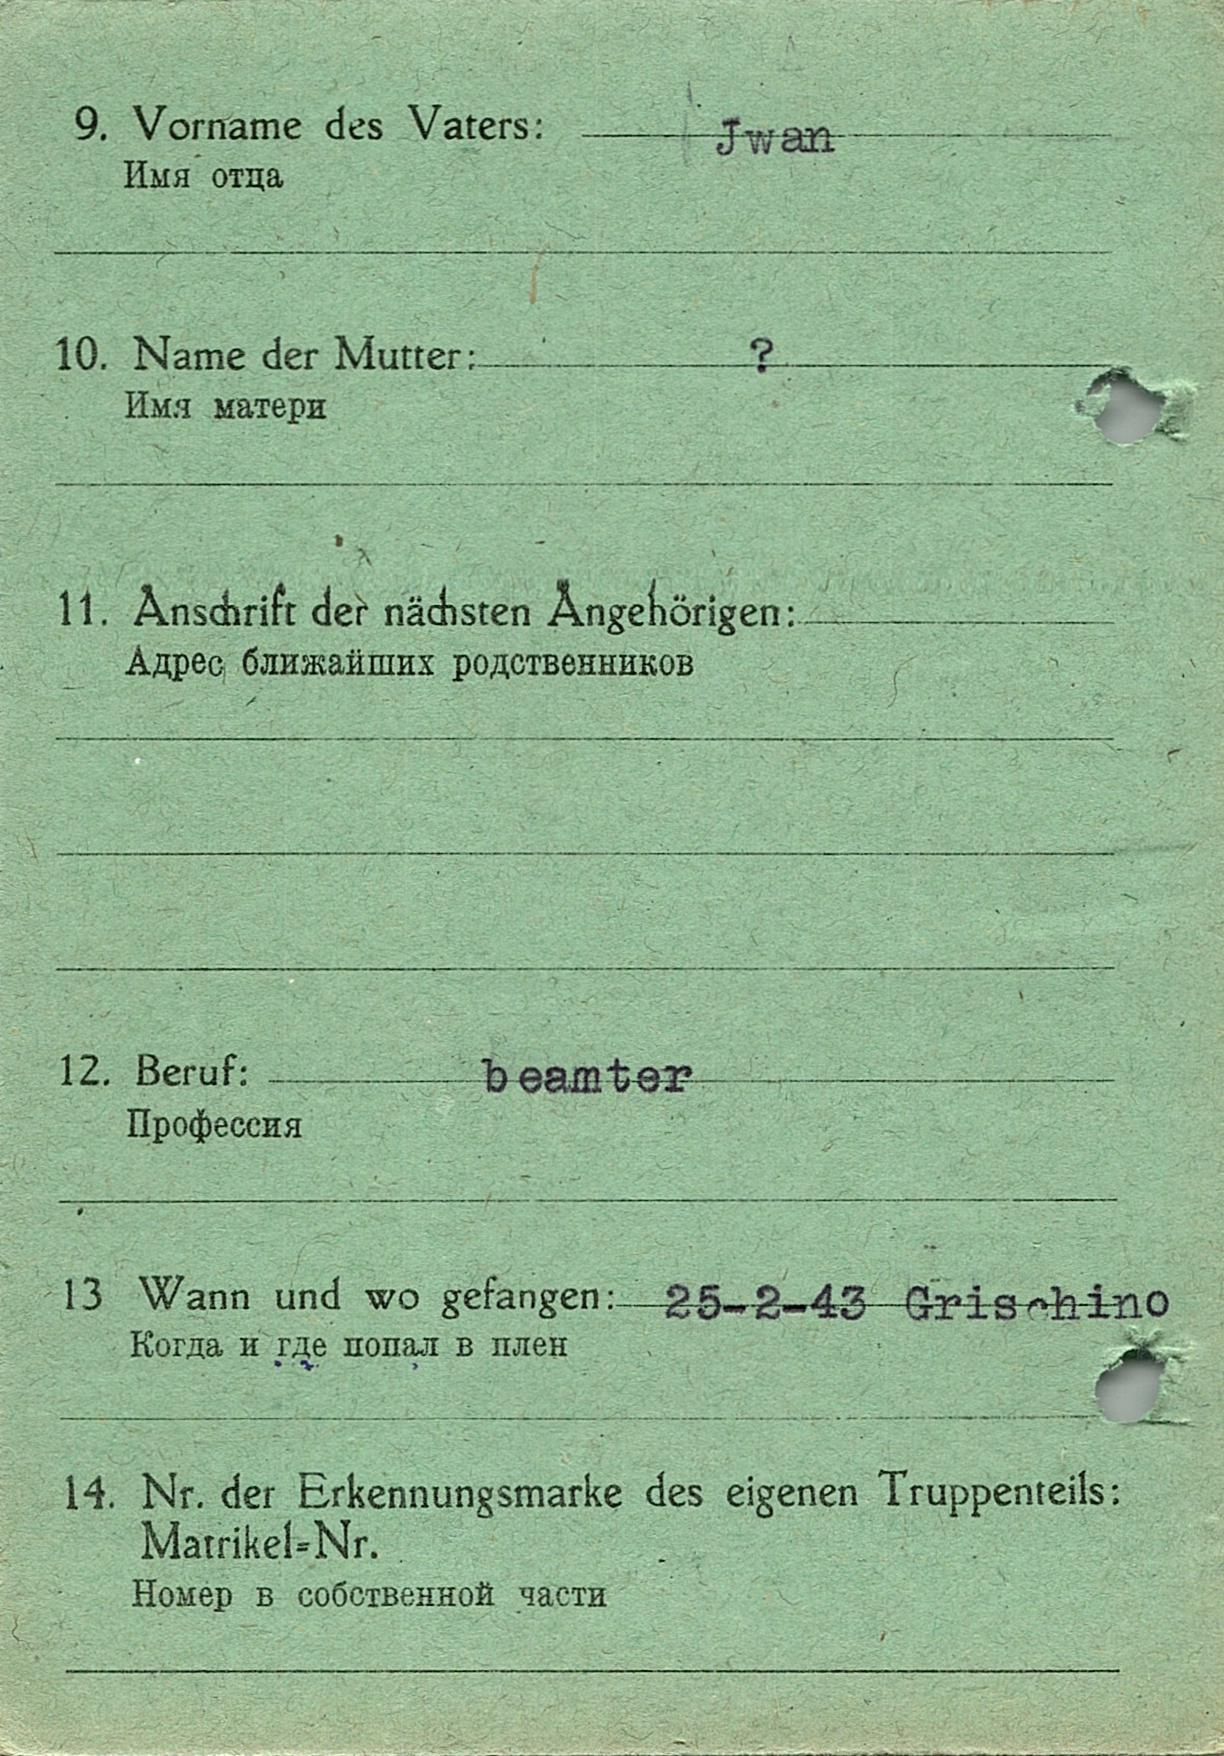 9. Vorname des Vaters: Jwan
Имя отца
10. Name der Mutter: ?
Имя матери
11. Anschrift der nächsten Angehörigen:
Адрес ближайших родственников
12. Beruf: beamter
Профессия
13 Wann und wo gefangen: 25-2-43 Grischino
Когда и где попал в плен
14. Nr. der Erkennungsmarke des eigenen Truppenteils:
Matrikel-Nr.
Номер в собственной части